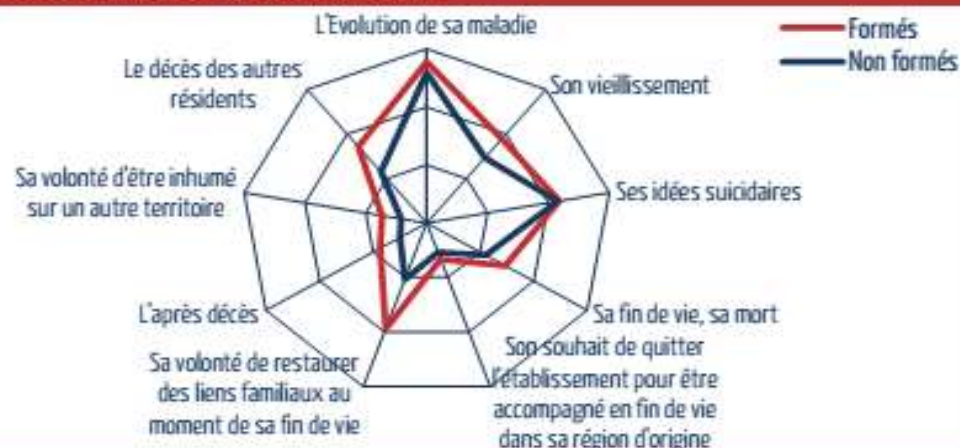 L'Evolution de sa maladie
Formés
Non formés
Le décès des autres
résidents
Son vieillissement
Sa volonté d'être inhumé
sur un autre territoire
Ses idées suicidaires
L'après décès
Sa fin de vie, sa mort
Sa volonté de restaurer
des liens familiaux au
moment de sa fin de vie
Son souhait de quitter
l'établissement pour être
accompagné en fin de vie
dans sa région d'origine